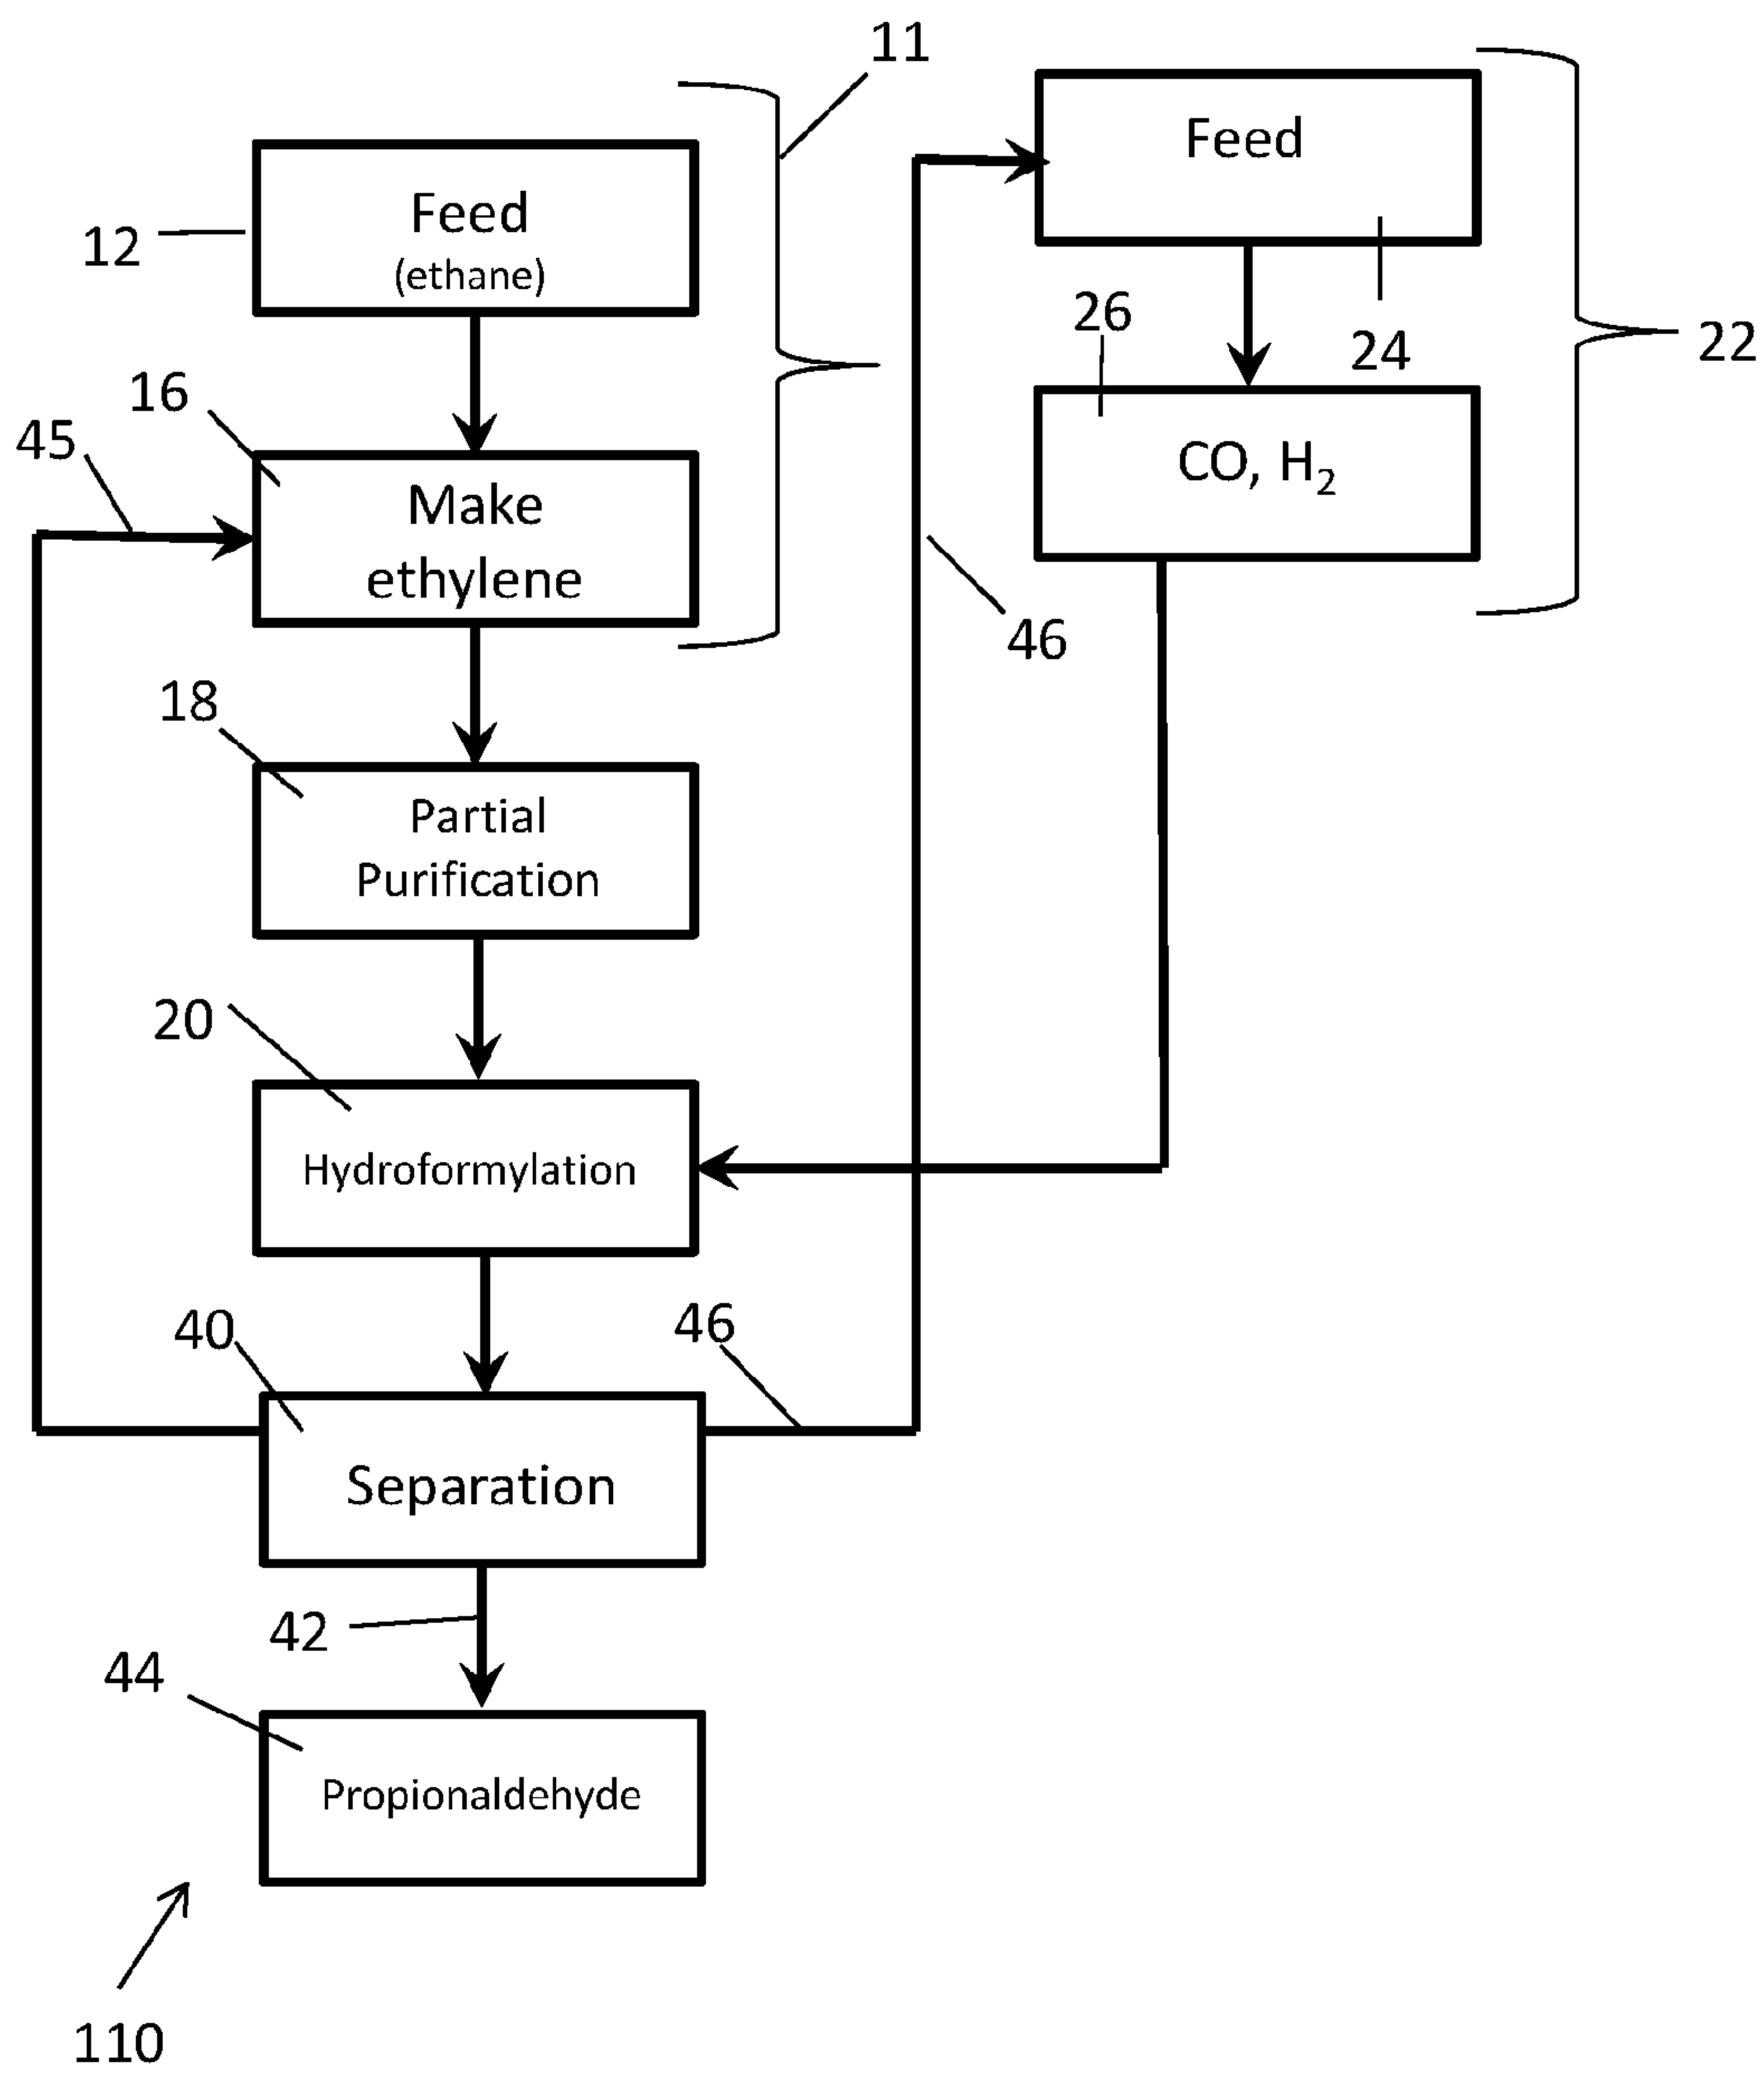 11
Feed
12
Feed
(ethane)
22
26
24
16
45
CO, H₂
Make
ethylene
46
18
Partial
Purification
20
Hydroformylation
40
46
Separation
42
44
Propionaldehyde
110